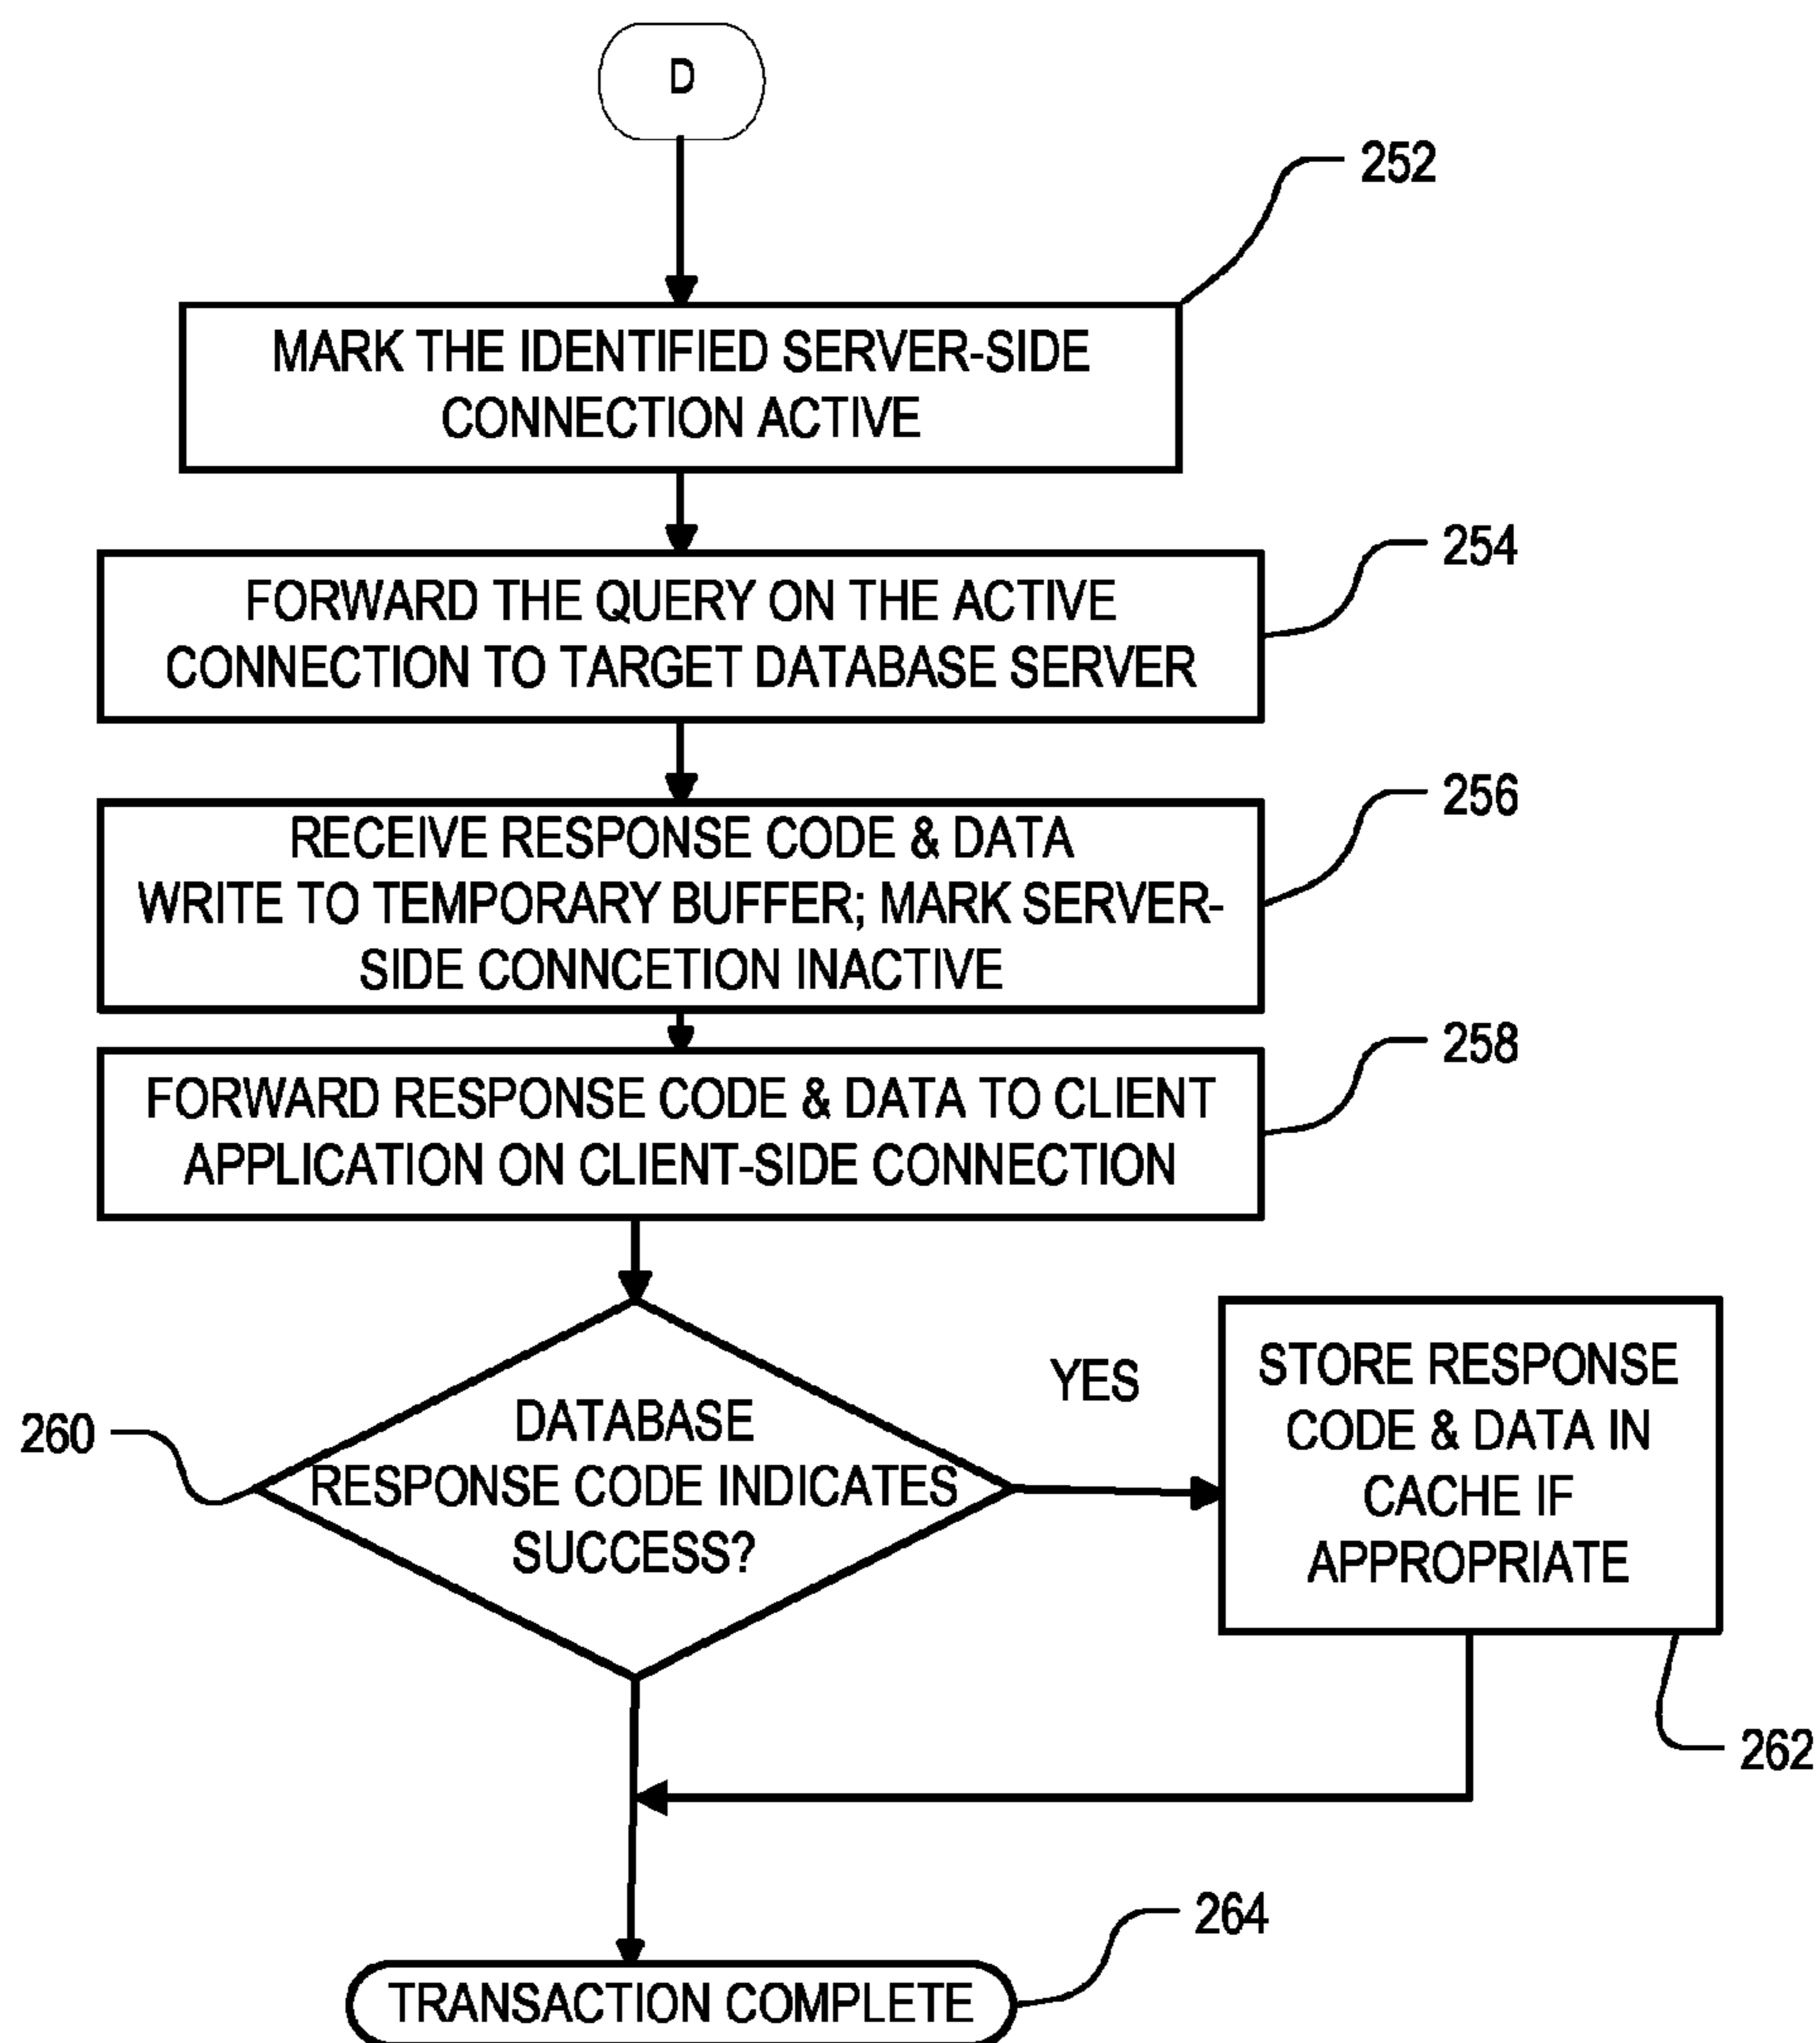 D
252
MARK THE IDENTIFIED SERVER-SIDE
CONNECTION ACTIVE
254
FORWARD THE QUERY ON THE ACTIVE
CONNECTION TO TARGET DATABASE SERVER
256
RECEIVE RESPONSE CODE & DATA
WRITE TO TEMPORARY BUFFER; MARK SERVER-
SIDE CONNCETION INACTIVE
258
FORWARD RESPONSE CODE & DATA TO CLIENT
APPLICATION ON CLIENT-SIDE CONNECTION
260
DATABASE
RESPONSE CODE INDICATES
SUCCESS?
YES
STORE RESPONSE
CODE & DATA IN
CACHE IF
APPROPRIATE
262
264
TRANSACTION COMPLETE